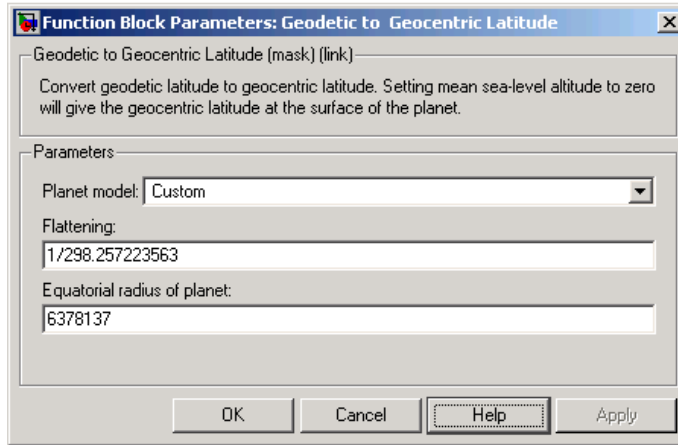 Function Block Parameters: Geodetic to  Geocentric Latitude
Geodetic to Geocentric Latitude (mask) (link)
Convert geodetic latitude to geocentric latitude. Setting mean sea-level altitude to zero
will give the geocentric latitude at the surface of the planet.
Parameters
Planet model: Custom
Flattening:
1/298.257223563
Equatorial radius of planet:
6378137
OK Cancel Help Apply